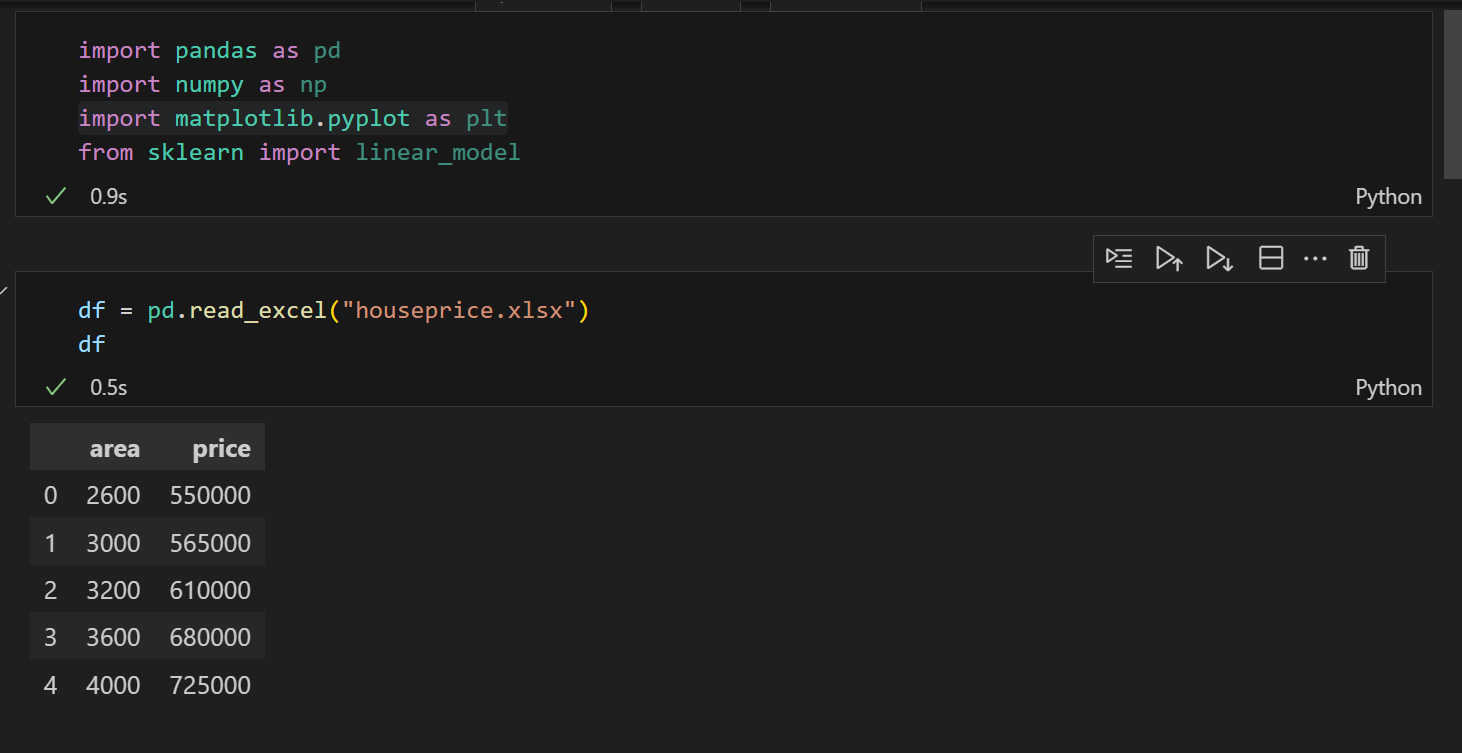 import pandas as pd
import numpy as np
import matplotlib.pyplot as plt
from sklearn import linear_model
0.9s Python
df = pd.read_excel("houseprice.xlsx")
df
0.5s Python
area price
0 2600 550000
1 3000 565000
2 3200 610000
3 3600 680000
4 4000 725000